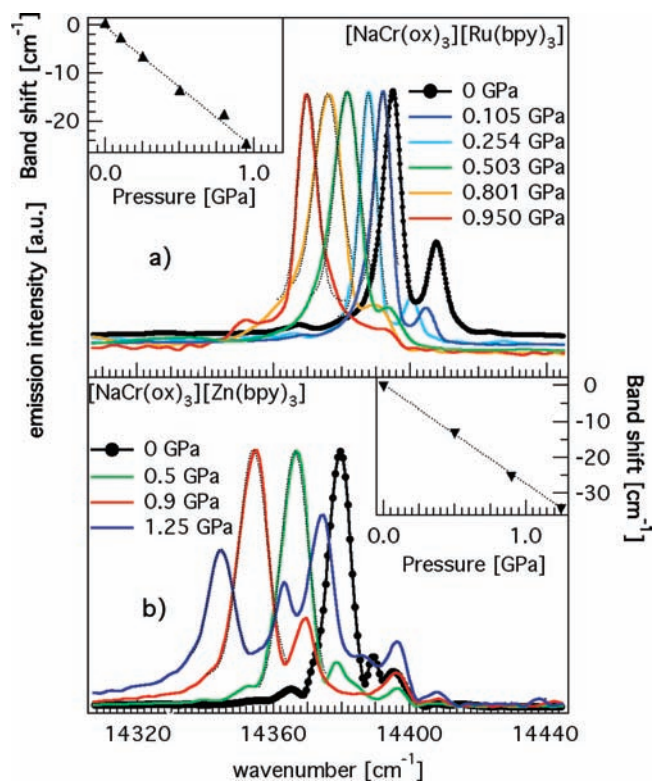 [NaCr(ox)3][Ru(bpy)3]
0
-10
-20
Band shift [cm-1]
0.0
1.0
Pressure [GPa]
0 GPa
0.105 GPa
0.254 GPa
0.503 GPa
0.801 GPa
0.950 GPa
a)
emission intensity [a.u.]
[NaCr(ox)3][Zn(bpy)3]
0 GPa
0.5 GPa
0.9 GPa
1.25 GPa
b)
0
-10
-20
-30
Band shift [cm-1]
0.0
1.0
Pressure [GPa]
14320 14360 14400 14440
wavenumber [cm-1]